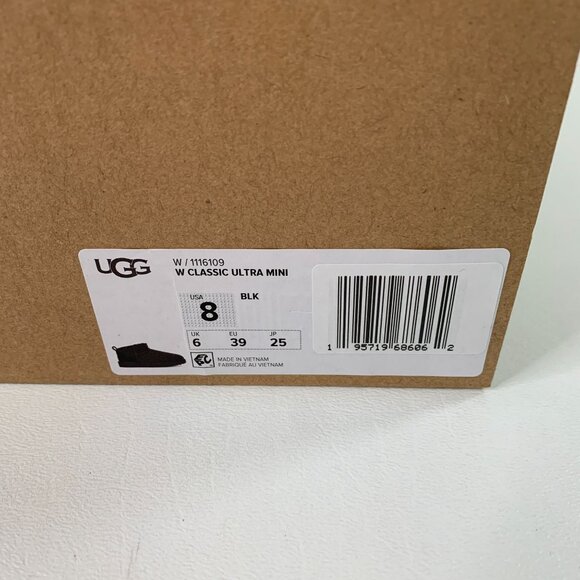 UGG
W / 1116109
W CLASSIC ULTRA MINI
USA
8
BLK
UK EU JP
6 39 25
MADE IN VIETNAM
FABRIQUÉ AU VIETNAM
1 95719 68606 2